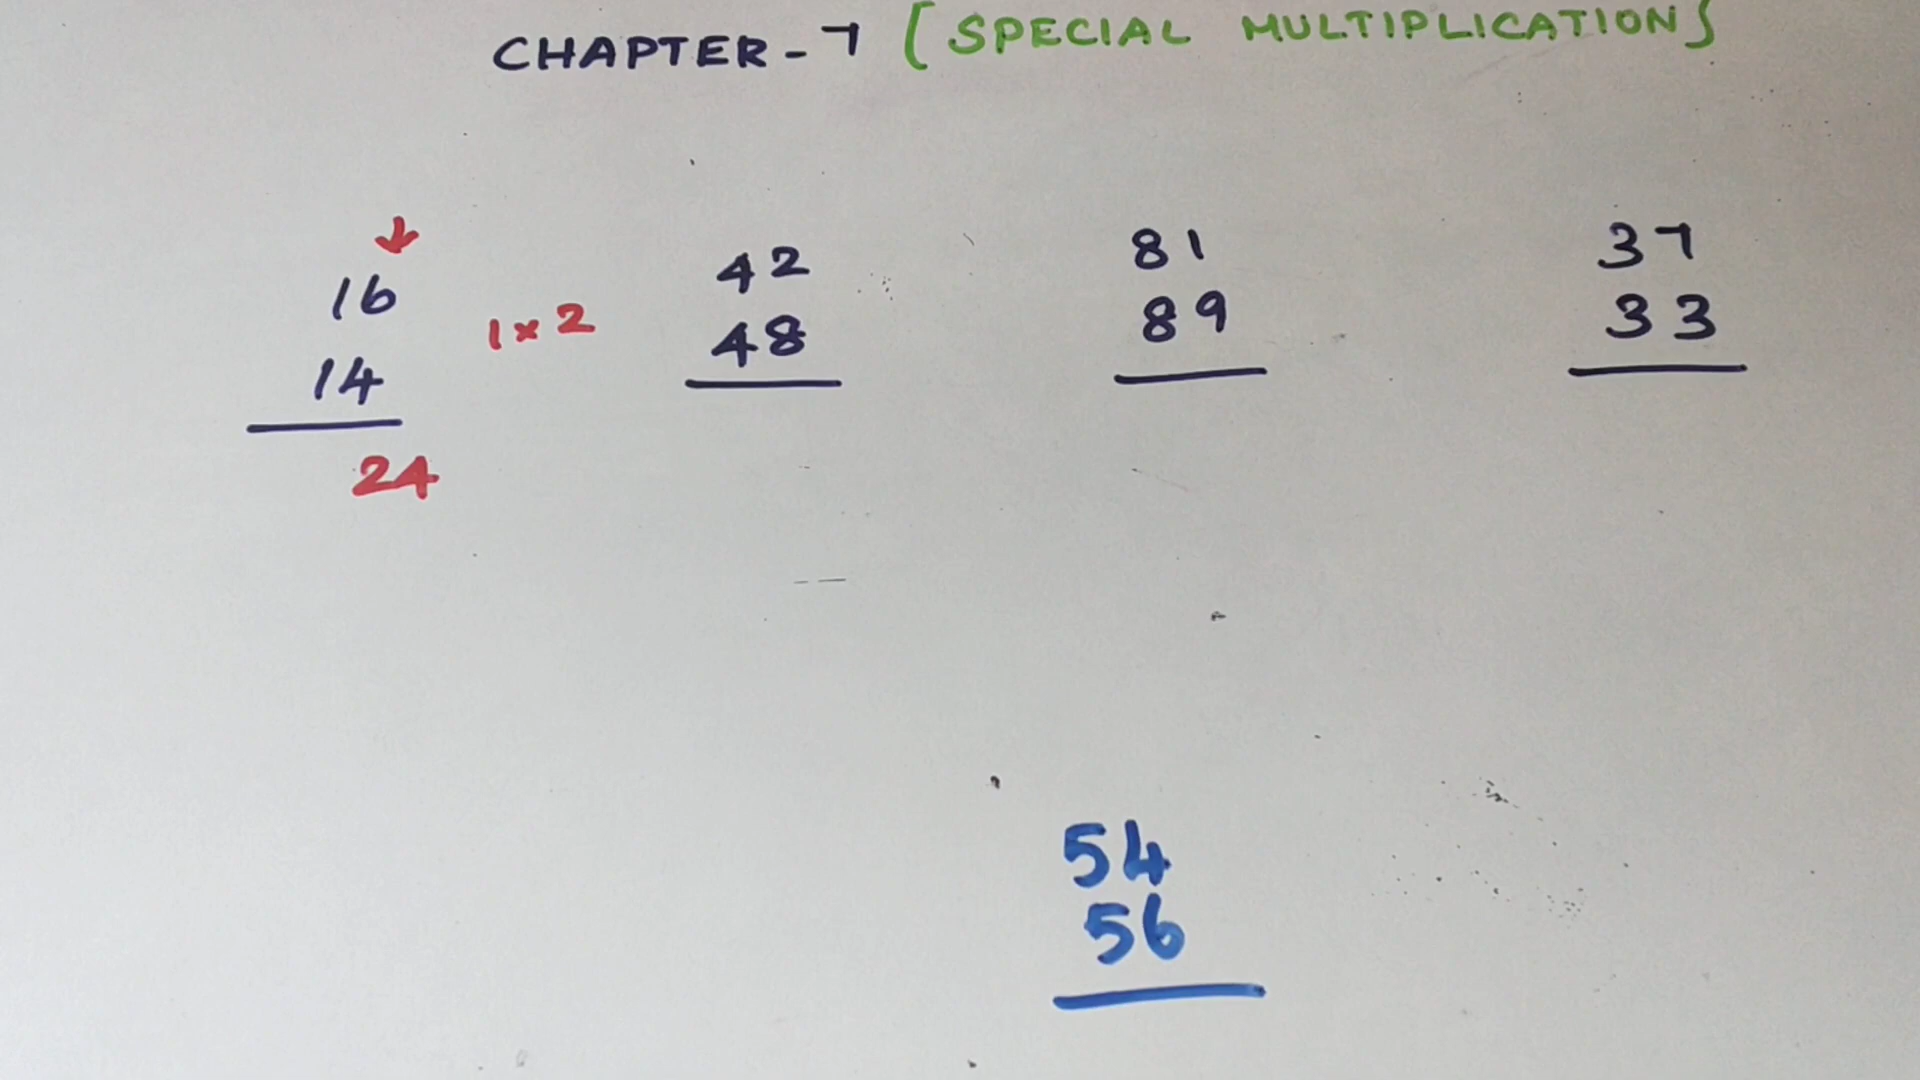 CHAPTER - 7 [SPECIAL MULTIPLICATION]
16 42 81 37
14 1 x 2 48 89 33
24
54
56